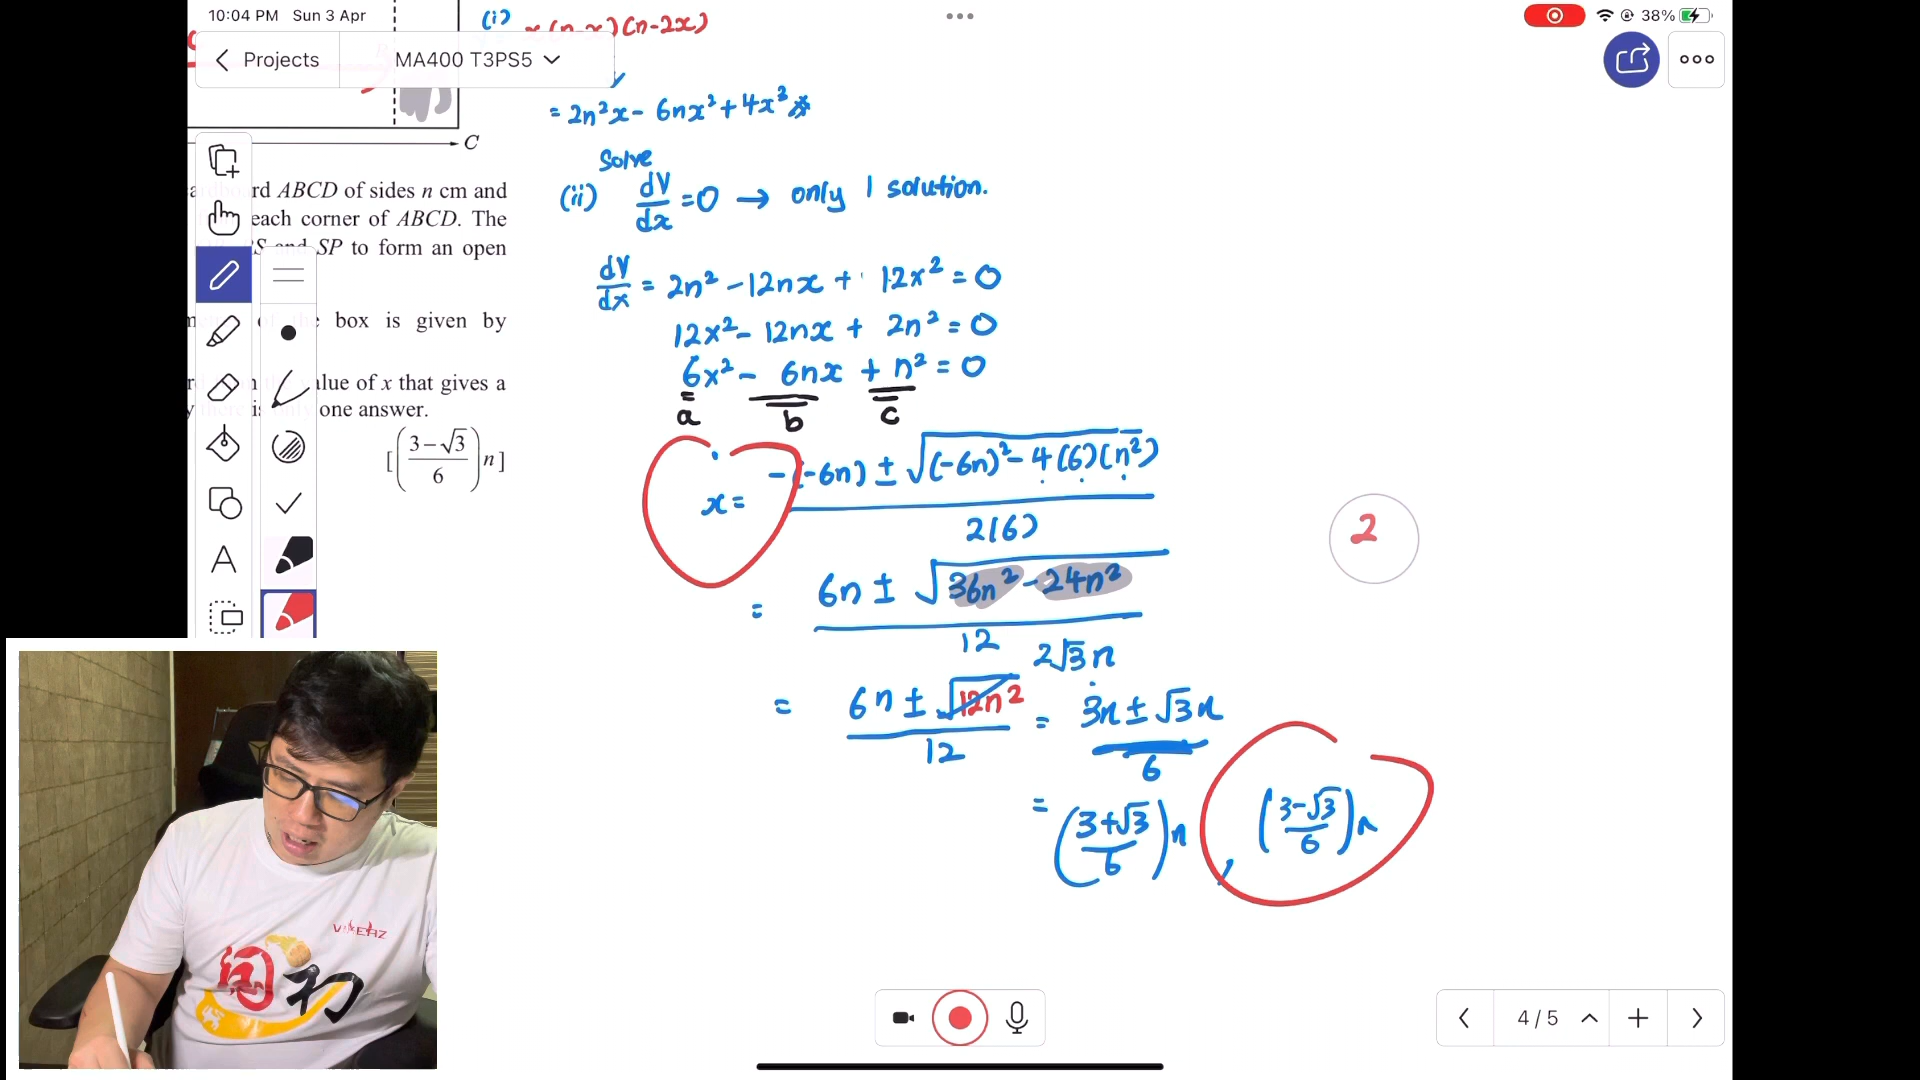 10:04 PM Sun 3 Apr
38%
Projects
MA400 T3PS5
(i)
(n-2x)
= 2n²x - 6nx² + 4x³
C
rd ABCD of sides n cm and
each corner of ABCD. The
SP to form an open
box is given by
value of x that gives a
one answer.
[((3-√3)/6) n]
Solve
(ii) dV/dx = 0 → only 1 solution.
dV/dx = 2n² - 12nx + 12x² = 0
12x² - 12nx + 2n² = 0
6x² - 6nx + n² = 0
a b c
x = (-(-6n) ± √((-6n)² - 4(6)(n²))) / 2(6)
= (6n ± √(36n² - 24n²)) / 12
2√3 n
= (6n ± √12n²) / 12 = (3n ± √3n) / 6
= ((3+√3)/6) n , ((3-√3)/6) n
2
A
4 / 5